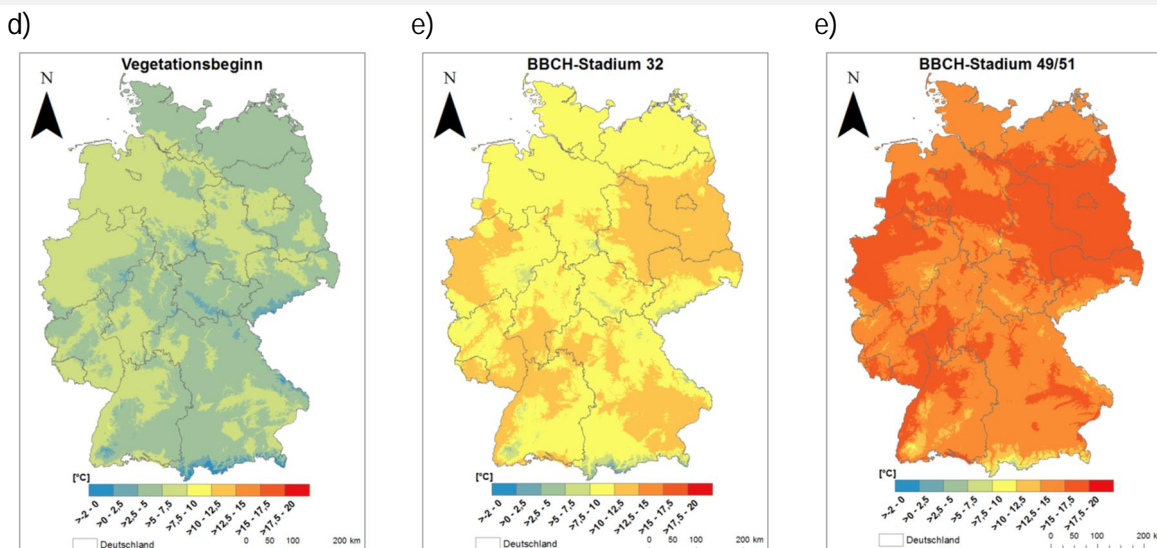 d)
e)
e)
Vegetationsbeginn
N
[°C]
>-2 - 0
>0 - 2,5
>2,5 - 5
>5 - 7,5
>7,5 - 10
>10 - 12,5
>12,5 - 15
>15 - 17,5
>17,5 - 20
Deutschland
0 50 100 200 km
BBCH-Stadium 32
N
[°C]
>-2 - 0
>0 - 2,5
>2,5 - 5
>5 - 7,5
>7,5 - 10
>10 - 12,5
>12,5 - 15
>15 - 17,5
>17,5 - 20
Deutschland
0 50 100 200 km
BBCH-Stadium 49/51
N
[°C]
>-2 - 0
>0 - 2,5
>2,5 - 5
>5 - 7,5
>7,5 - 10
>10 - 12,5
>12,5 - 15
>15 - 17,5
>17,5 - 20
Deutschland
0 50 100 200 km